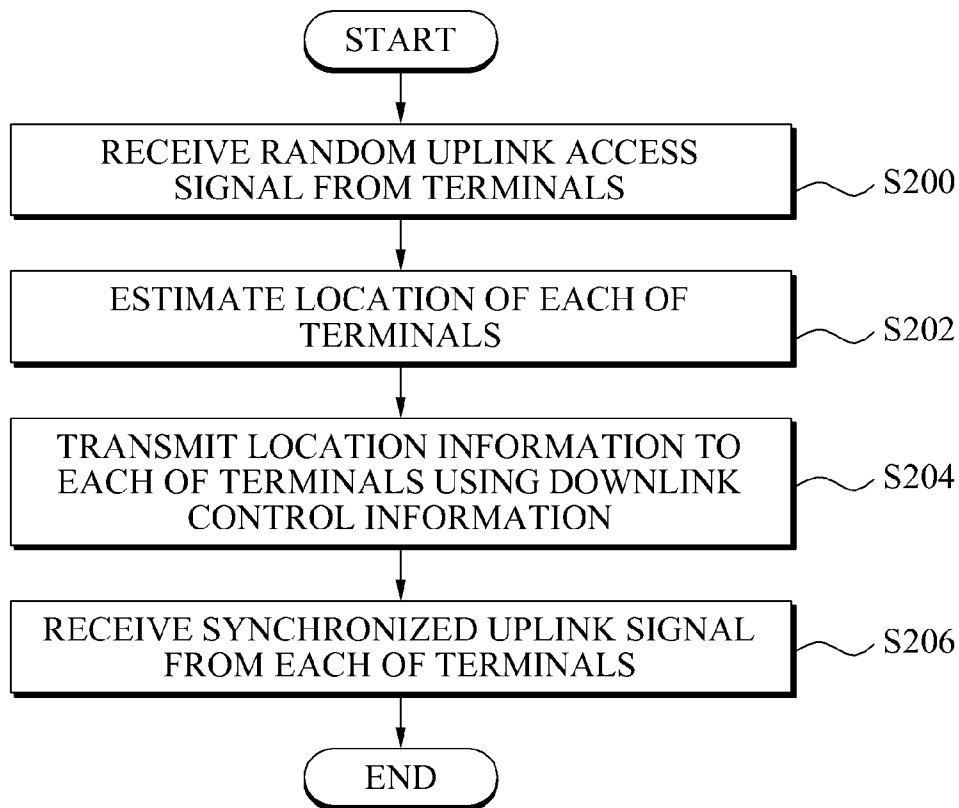 START
RECEIVE RANDOM UPLINK ACCESS
SIGNAL FROM TERMINALS
S200
ESTIMATE LOCATION OF EACH OF
TERMINALS
S202
TRANSMIT LOCATION INFORMATION TO
EACH OF TERMINALS USING DOWNLINK
CONTROL INFORMATION
S204
RECEIVE SYNCHRONIZED UPLINK SIGNAL
FROM EACH OF TERMINALS
S206
END